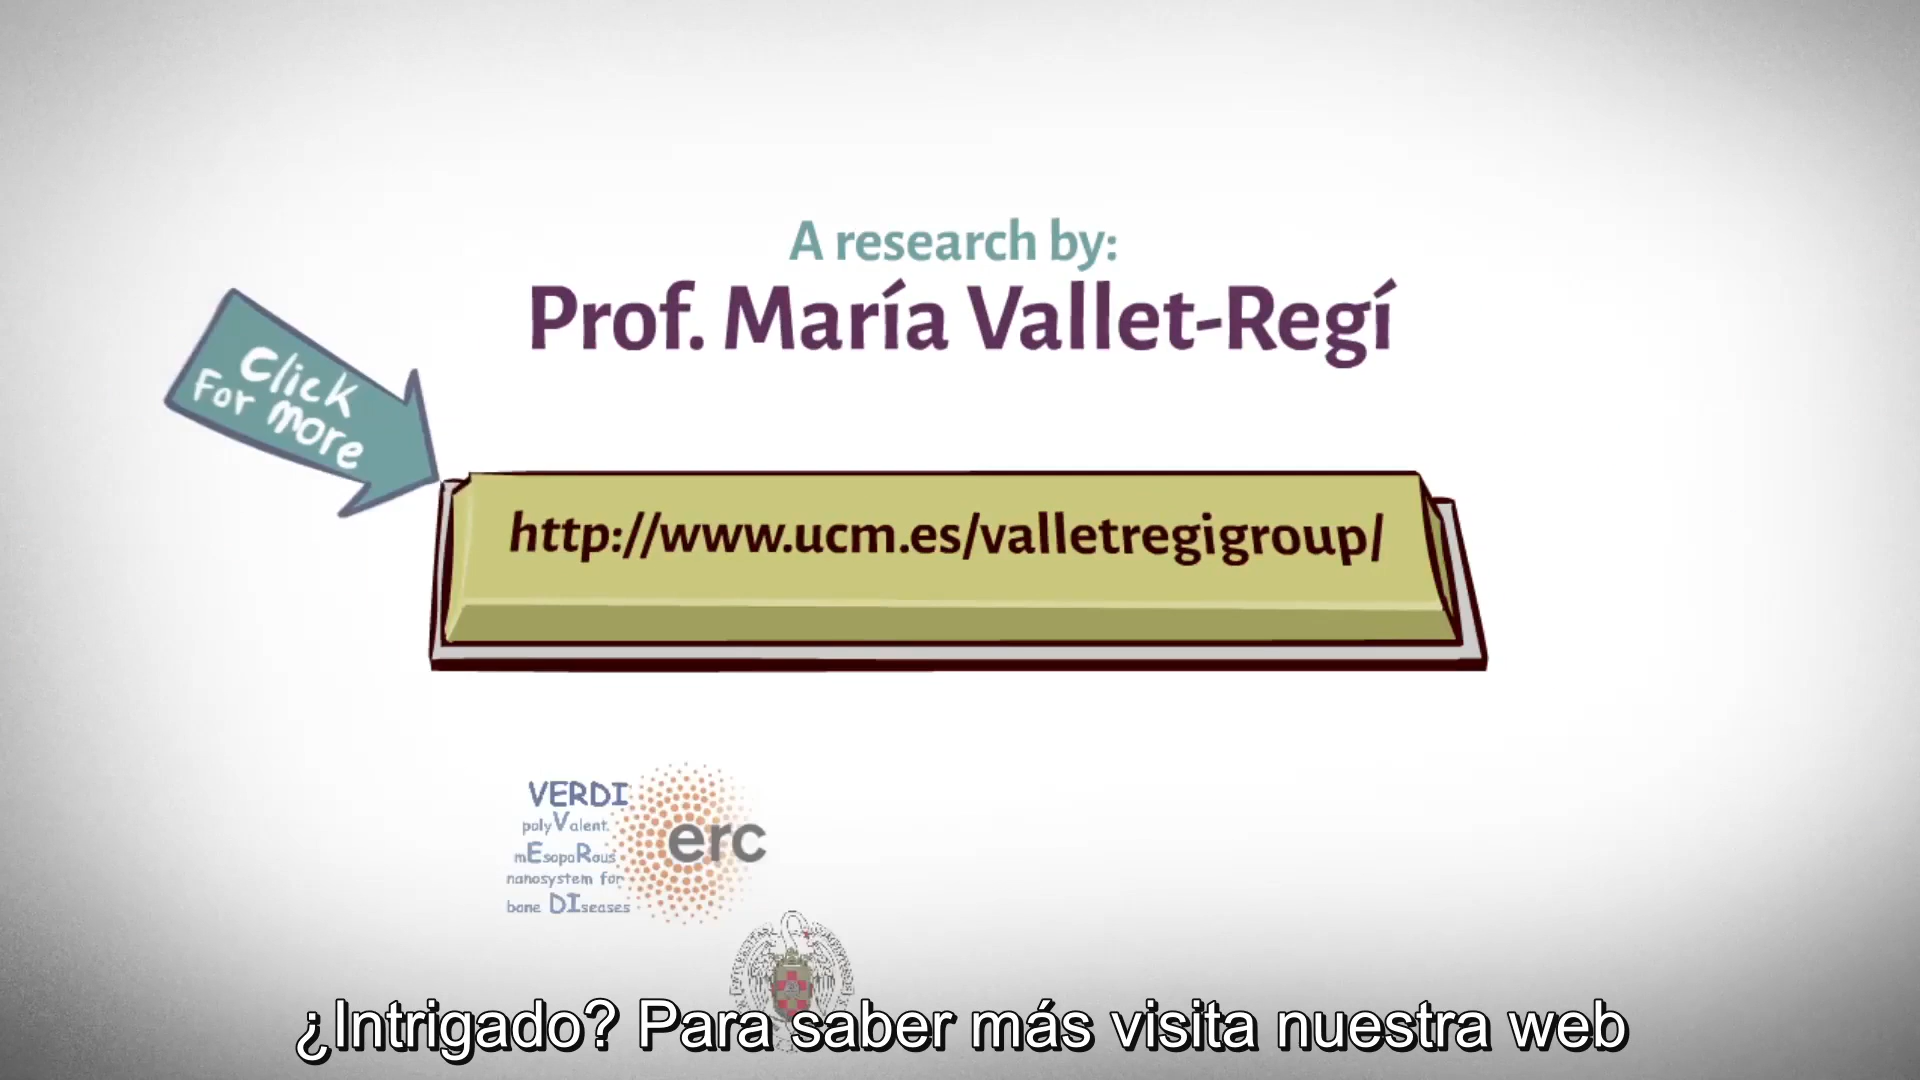 A research by:
Prof. María Vallet-Regí
Click
For more
http://www.ucm.es/valletregigroup/
VERDI
polyValent
mEsopoRous
nanosystem for
bone DIseases
erc
¿Intrigado? Para saber más visita nuestra web